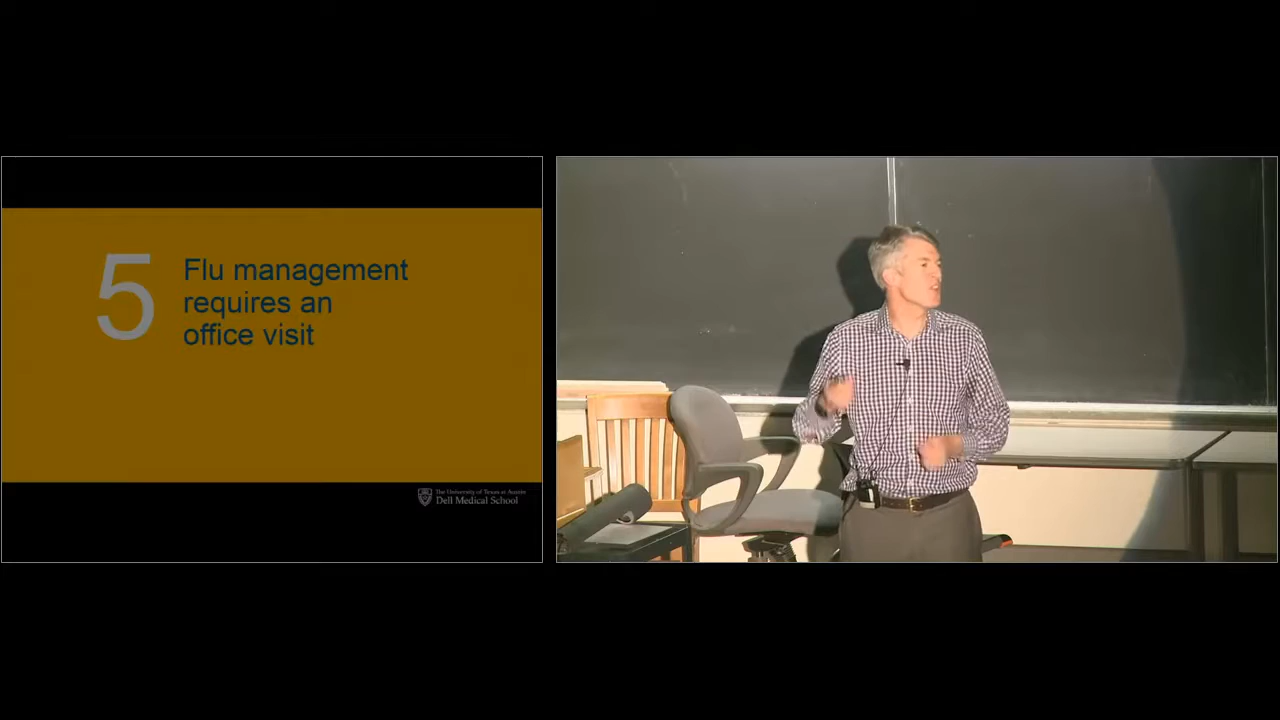 5
Flu management
requires an
office visit
The University of Texas at Austin
Dell Medical School